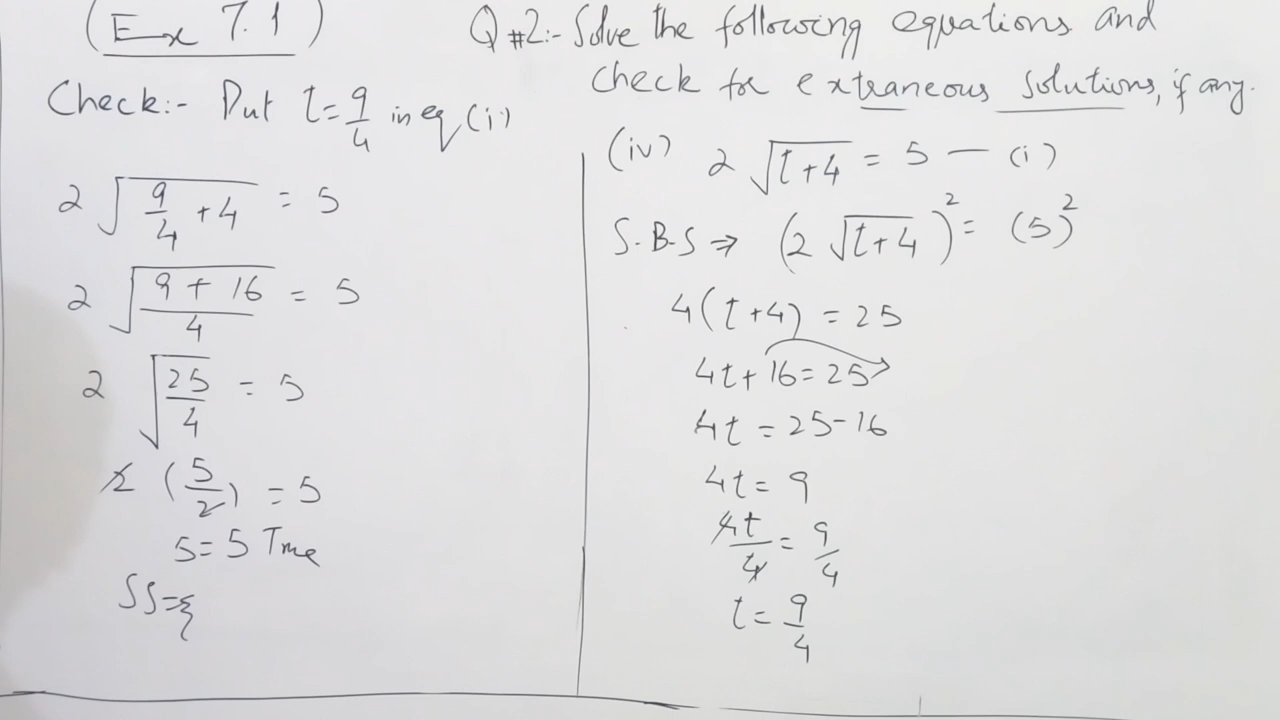 (Ex 7.1)
Q#2:- Solve the following equations and
check for extraneous solutions, if any.
(iv) 2√(t+4) = 5 — (i)
S.B.S ⇒ (2√(t+4))² = (5)²
4(t+4) = 25
4t+16=25
4t = 25-16
4t = 9
4t/4 = 9/4
t = 9/4
Check:- Put t = 9/4 in eq (i)
2√(9/4 + 4) = 5
2√((9+16)/4) = 5
2√(25/4) = 5
2(5/2) = 5
5=5 True
SS={